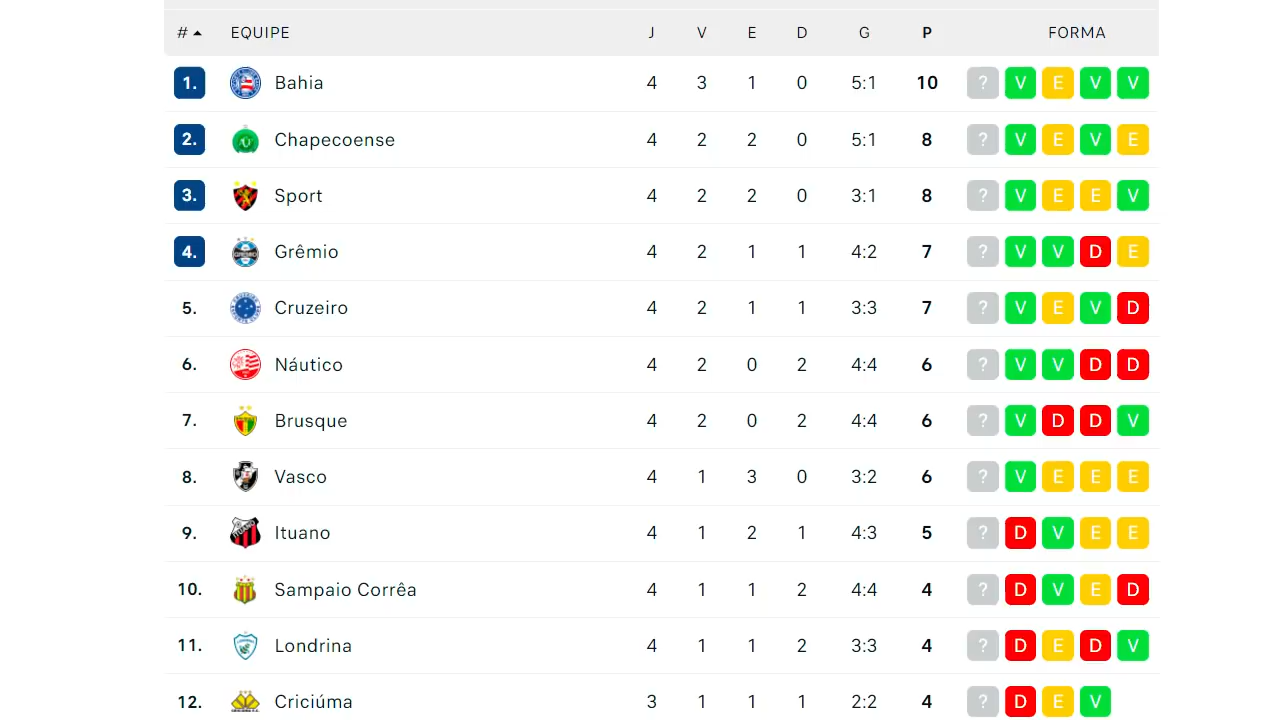 # EQUIPE J V E D G P FORMA
1. Bahia 4 3 1 0 5:1 10 ? V E V V
2. Chapecoense 4 2 2 0 5:1 8 ? V E V E
3. Sport 4 2 2 0 3:1 8 ? V E E V
4. Grêmio 4 2 1 1 4:2 7 ? V V D E
5. Cruzeiro 4 2 1 1 3:3 7 ? V E V D
6. Náutico 4 2 0 2 4:4 6 ? V V D D
7. Brusque 4 2 0 2 4:4 6 ? V D D V
8. Vasco 4 1 3 0 3:2 6 ? V E E E
9. Ituano 4 1 2 1 4:3 5 ? D V E E
10. Sampaio Corrêa 4 1 1 2 4:4 4 ? D V E D
11. Londrina 4 1 1 2 3:3 4 ? D E D V
12. Criciúma 3 1 1 1 2:2 4 ? D E V